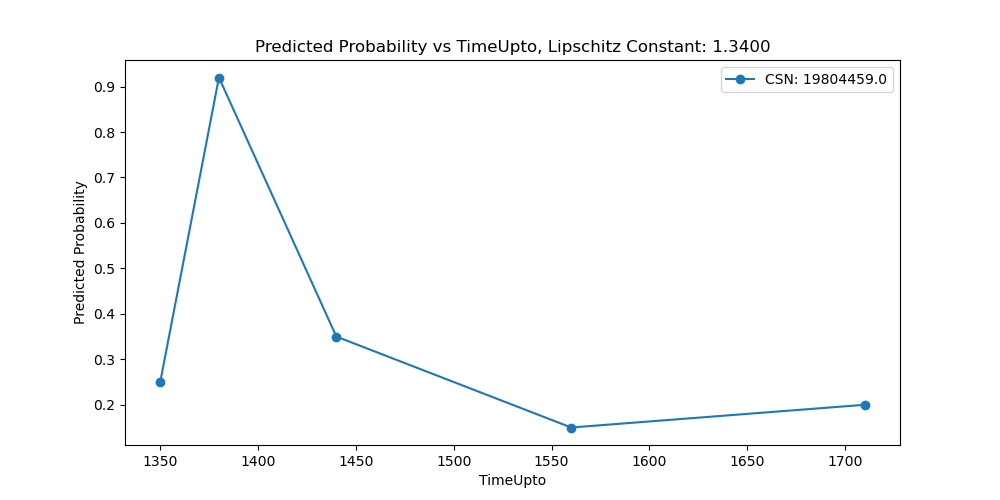 Predicted Probability vs TimeUpto, Lipschitz Constant: 1.3400
CSN: 19804459.0
Predicted Probability
0.9
0.8
0.7
0.6
0.5
0.4
0.3
0.2
1350 1400 1450 1500 1550 1600 1650 1700
TimeUpto